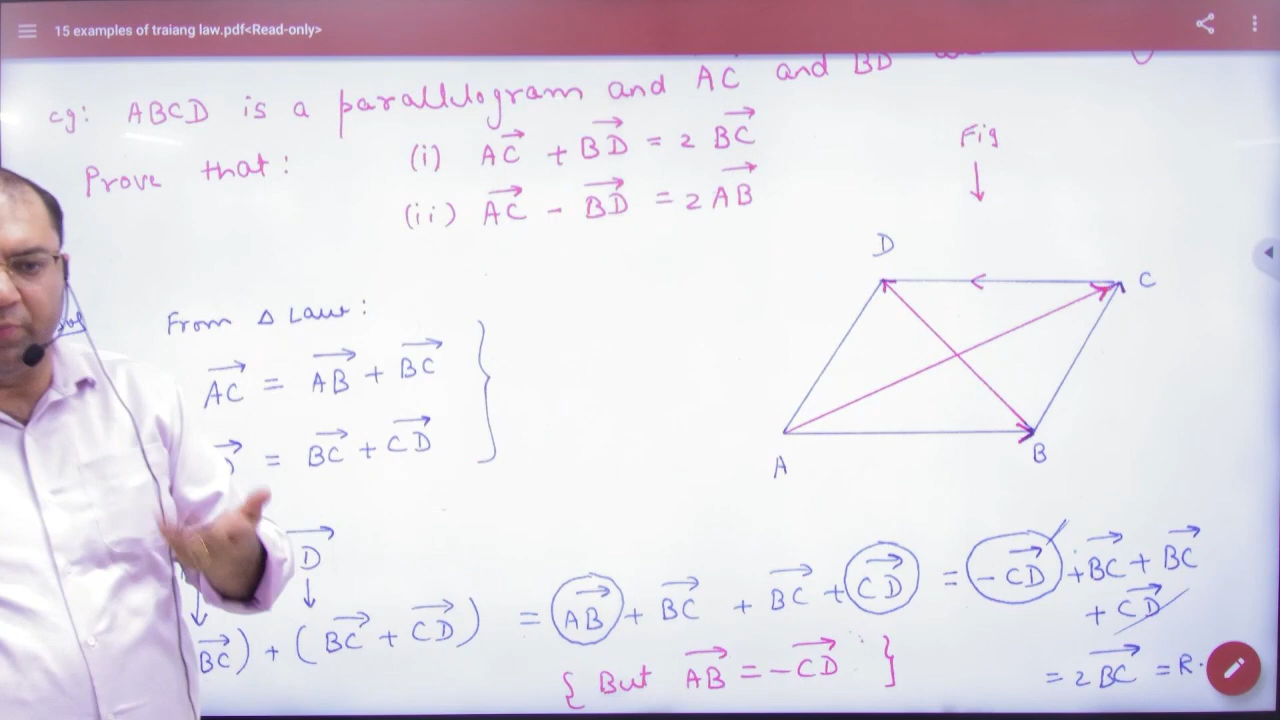 15 examples of traiang law.pdf<Read-only>
eg: ABCD is a parallelogram and AC and BD
Prove that: (i) AC + BD = 2 BC
(ii) AC - BD = 2 AB
Fig
D
C
A
B
From Δ Law:
AC = AB + BC
= BC + CD
D
BC) + (BC + CD) = AB + BC + BC + CD = -CD + BC + BC
+ CD
{ But AB = -CD }
= 2 BC = R.